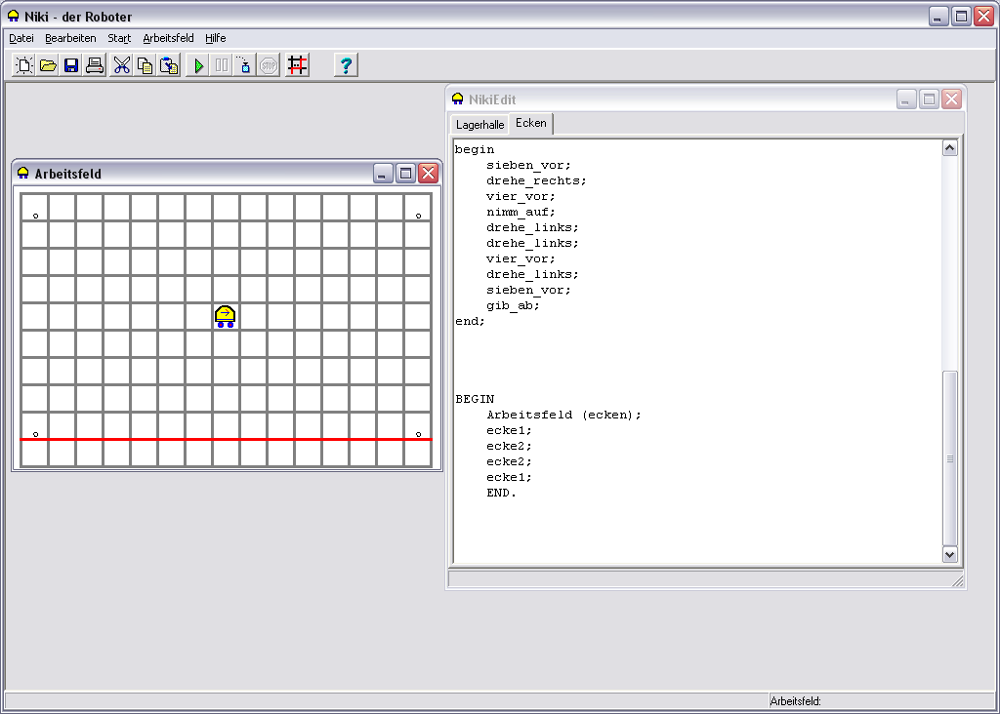 Niki - der Roboter
Datei Bearbeiten Start Arbeitsfeld Hilfe
STOP
?
NikiEdit
Lagerhalle Ecken
Arbeitsfeld
begin
sieben_vor;
drehe_rechts;
vier_vor;
nimm_auf;
drehe_links;
drehe_links;
vier_vor;
drehe_links;
sieben_vor;
gib_ab;
end;
BEGIN
Arbeitsfeld (ecken);
ecke1;
ecke2;
ecke2;
ecke1;
END.
Arbeitsfeld: